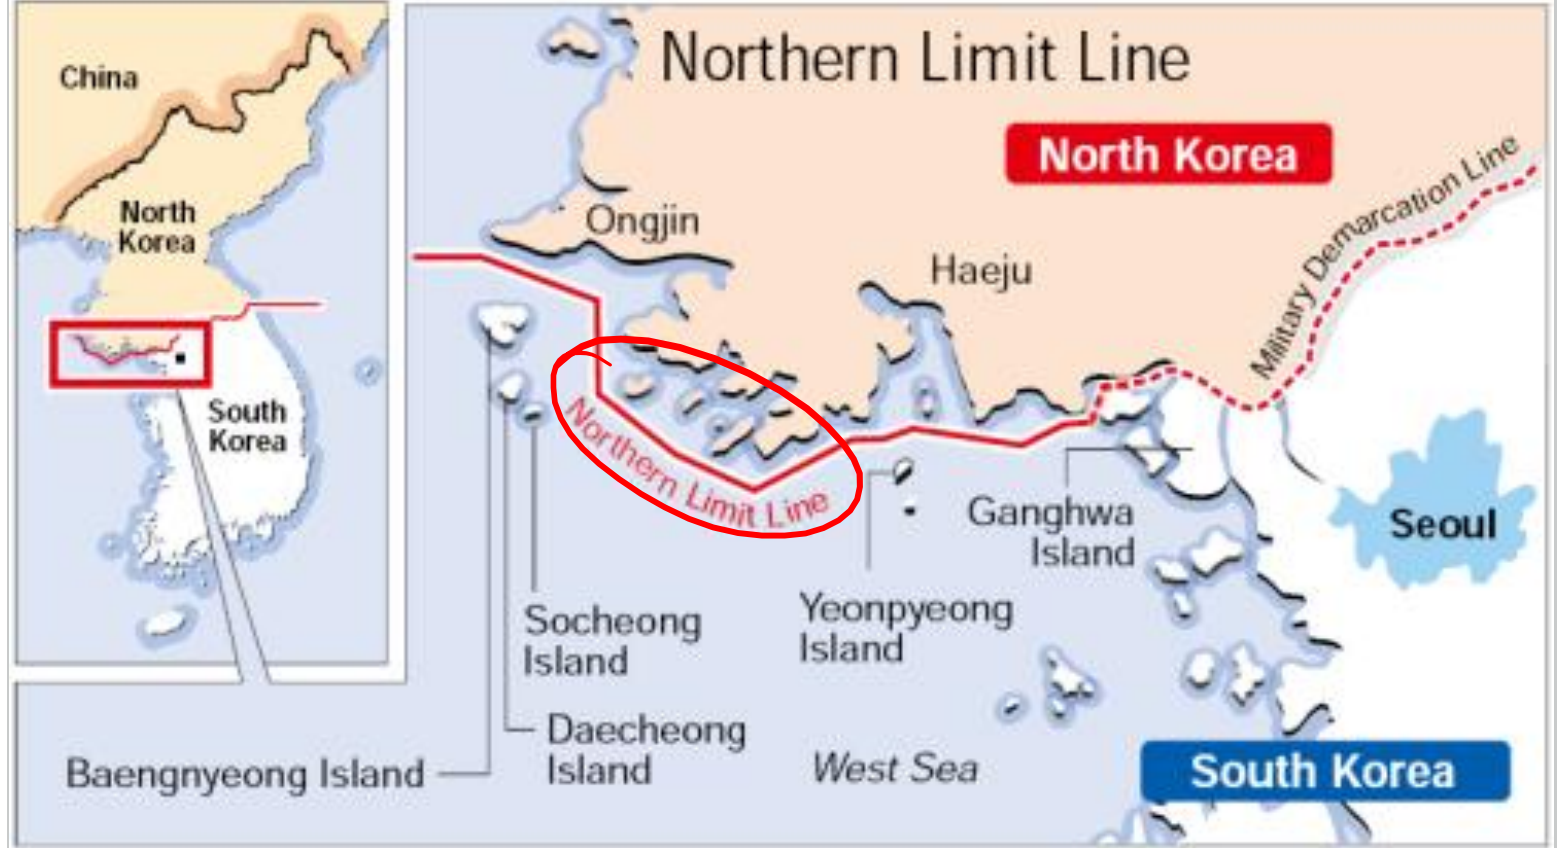 China
North
Korea
South
Korea
Northern Limit Line
North Korea
Military Demarcation Line
Ongjin
Haeju
Northern Limit Line
Ganghwa
Island
Seoul
Socheong
Island
Yeonpyeong
Island
Daecheong
Island
Baengnyeong Island
West Sea
South Korea